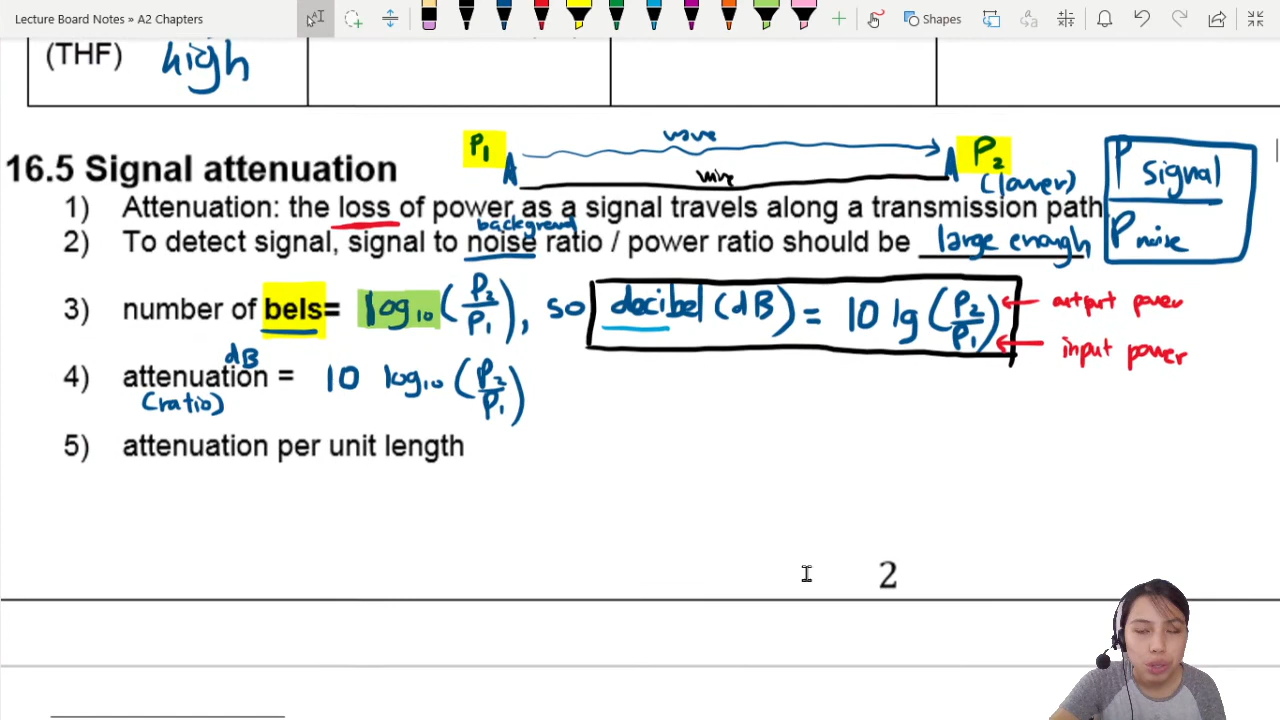 Lecture Board Notes » A2 Chapters
Shapes
(THF) high
P₁ wave P₂
A A
wire (lower)
16.5 Signal attenuation
1) Attenuation: the loss of power as a signal travels along a transmission path
background
2) To detect signal, signal to noise ratio / power ratio should be large enough
P signal
P noise
3) number of bels= log₁₀ (P₂/P₁), so decibel (dB) = 10 lg (P₂/P₁)
output power
input power
dB
4) attenuation = 10 log₁₀ (P₂/P₁)
(ratio)
5) attenuation per unit length
2